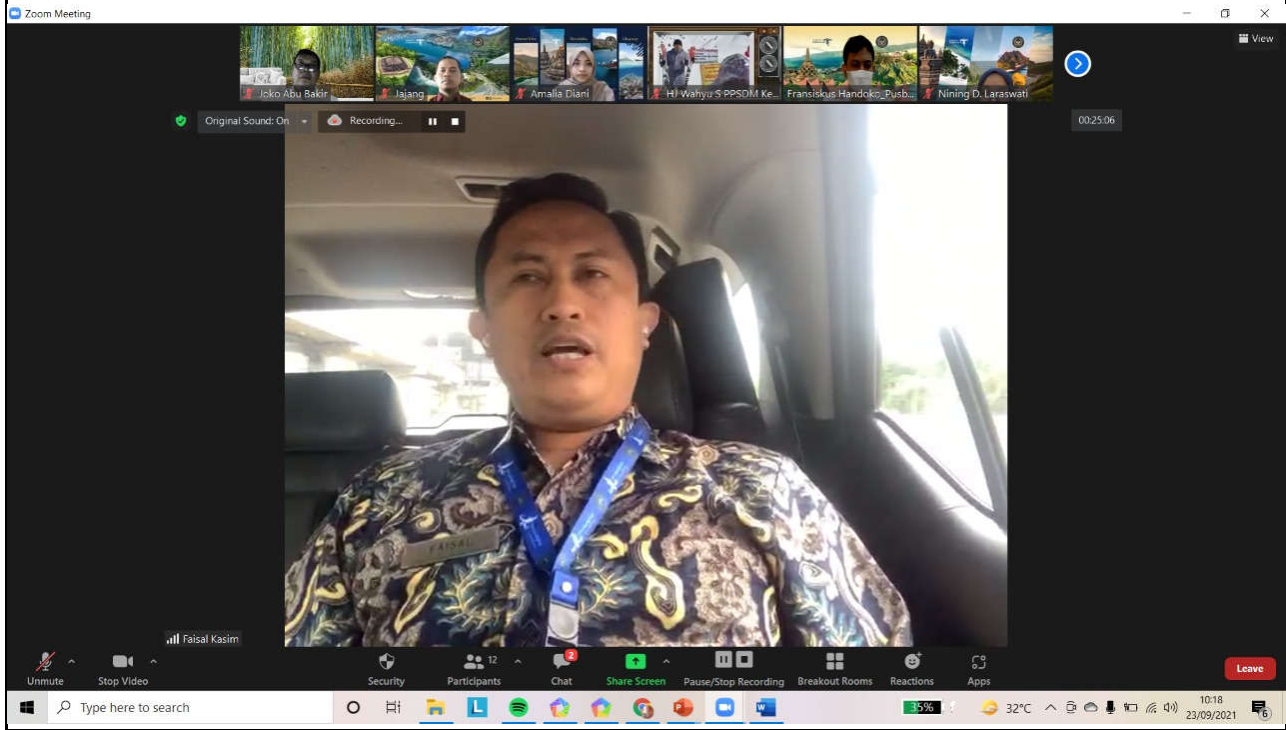 Zoom Meeting
View
Joko Abu Bakir
Jajang
Amalia Diani
HJ Wahyu S PPSDM Ke...
Fransiskus Handoko_Pusb...
Nining D. Laraswati
Original Sound: On
Recording...
00:25:06
FAISAL
Faisal Kasim
Unmute
Stop Video
Security
12
Participants
2
Chat
Share Screen
Pause/Stop Recording
Breakout Rooms
Reactions
Apps
Leave
Type here to search
35%
32°C
10:18
23/09/2021
6